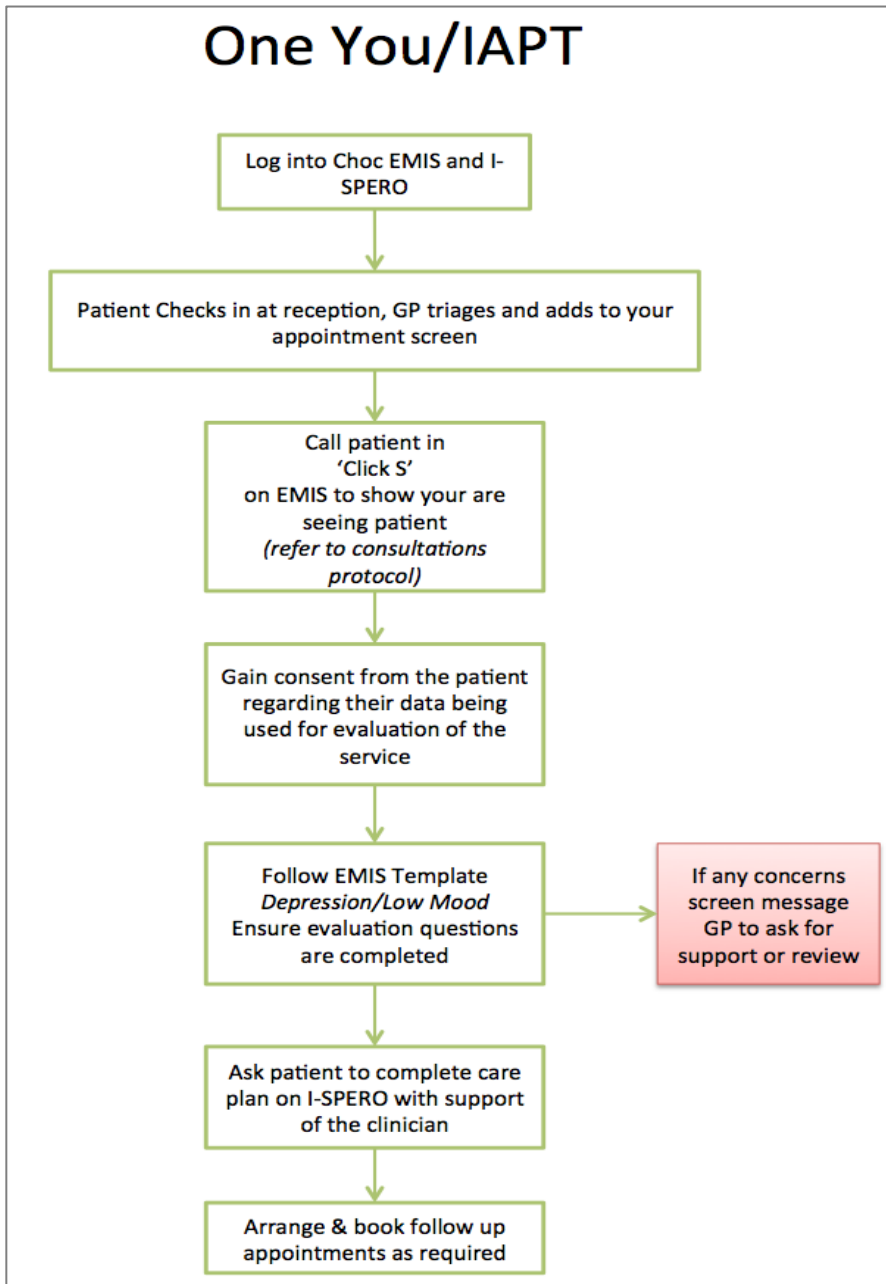 One You/IAPT
Log into Choc EMIS and I-
SPERO
Patient Checks in at reception, GP triages and adds to your
appointment screen
Call patient in
‘Click S’
on EMIS to show your are
seeing patient
(refer to consultations
protocol)
Gain consent from the patient
regarding their data being
used for evaluation of the
service
Follow EMIS Template
Depression/Low Mood
Ensure evaluation questions
are completed
If any concerns
screen message
GP to ask for
support or review
Ask patient to complete care
plan on I-SPERO with support
of the clinician
Arrange & book follow up
appointments as required